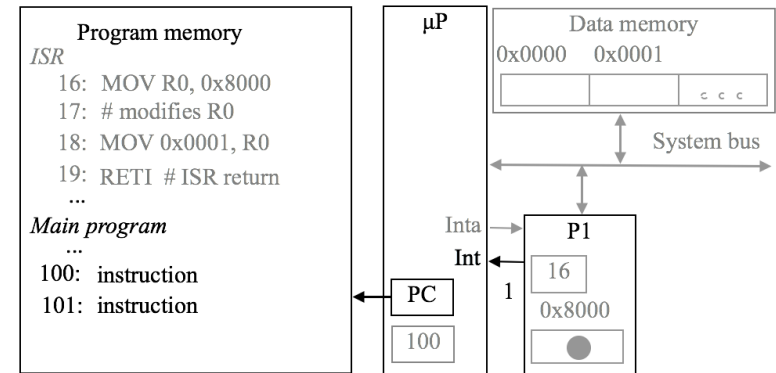 Program memory
ISR
16: MOV R0, 0x8000
17: # modifies R0
18: MOV 0x0001, R0
19: RETI # ISR return
...
Main program
...
100: instruction
101: instruction
μP
Inta
Int
PC
100
1
Data memory
0x0000 0x0001
c c c
System bus
P1
16
0x8000